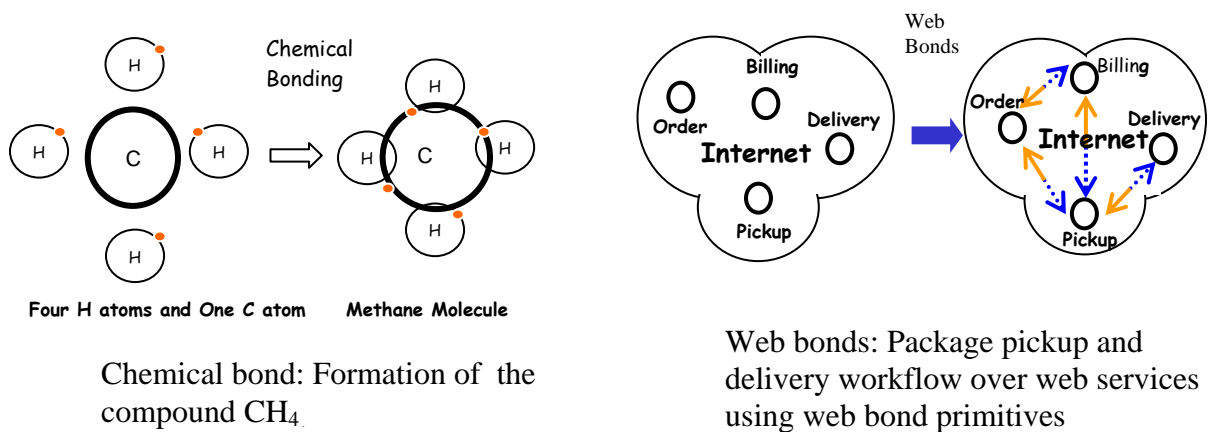 H
H
C
H
H
Four H atoms and One C atom
Chemical
Bonding
H
H
C
H
H
Methane Molecule
Chemical bond: Formation of the
compound CH₄.
Billing
Order
Delivery
Internet
Pickup
Web
Bonds
Billing
Order
Delivery
Internet
Pickup
Web bonds: Package pickup and
delivery workflow over web services
using web bond primitives